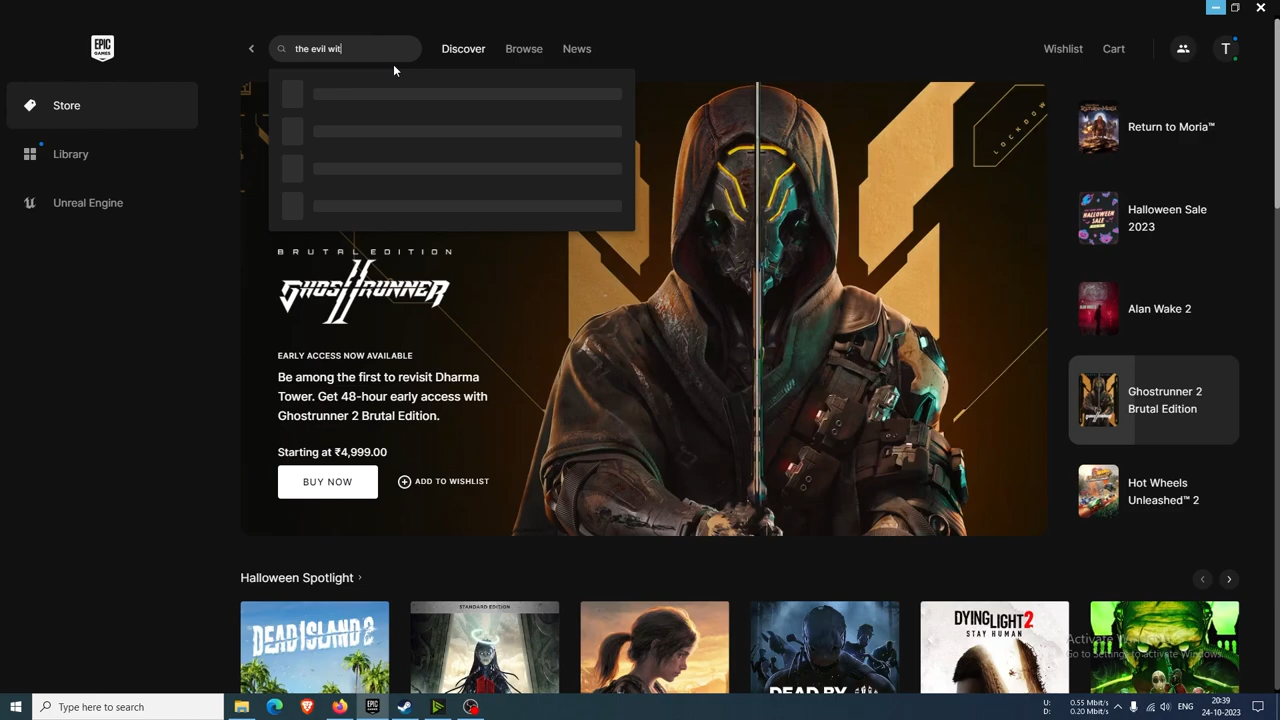 EPIC
GAMES
the evil wit
Discover
Browse
News
Wishlist
Cart
T
Store
Library
Unreal Engine
LOCKDOW
BRUTAL EDITION
GHOSTRUNNER II
EARLY ACCESS NOW AVAILABLE
Be among the first to revisit Dharma
Tower. Get 48-hour early access with
Ghostrunner 2 Brutal Edition.
Starting at ₹4,999.00
BUY NOW
ADD TO WISHLIST
Return to Moria™
Halloween Sale
2023
HALLOWEEN
SALE
Alan Wake 2
Ghostrunner 2
Brutal Edition
Hot Wheels
Unleashed™ 2
Halloween Spotlight
DEAD ISLAND 2
STANDARD EDITION
DEAD BY
DYING LIGHT 2
STAY HUMAN
Activate Windows
Go to Settings to activate Windows.
Type here to search
EPIC
U: 0.55 Mbit/s
D: 0.20 Mbit/s
ENG
20:39
24-10-2023